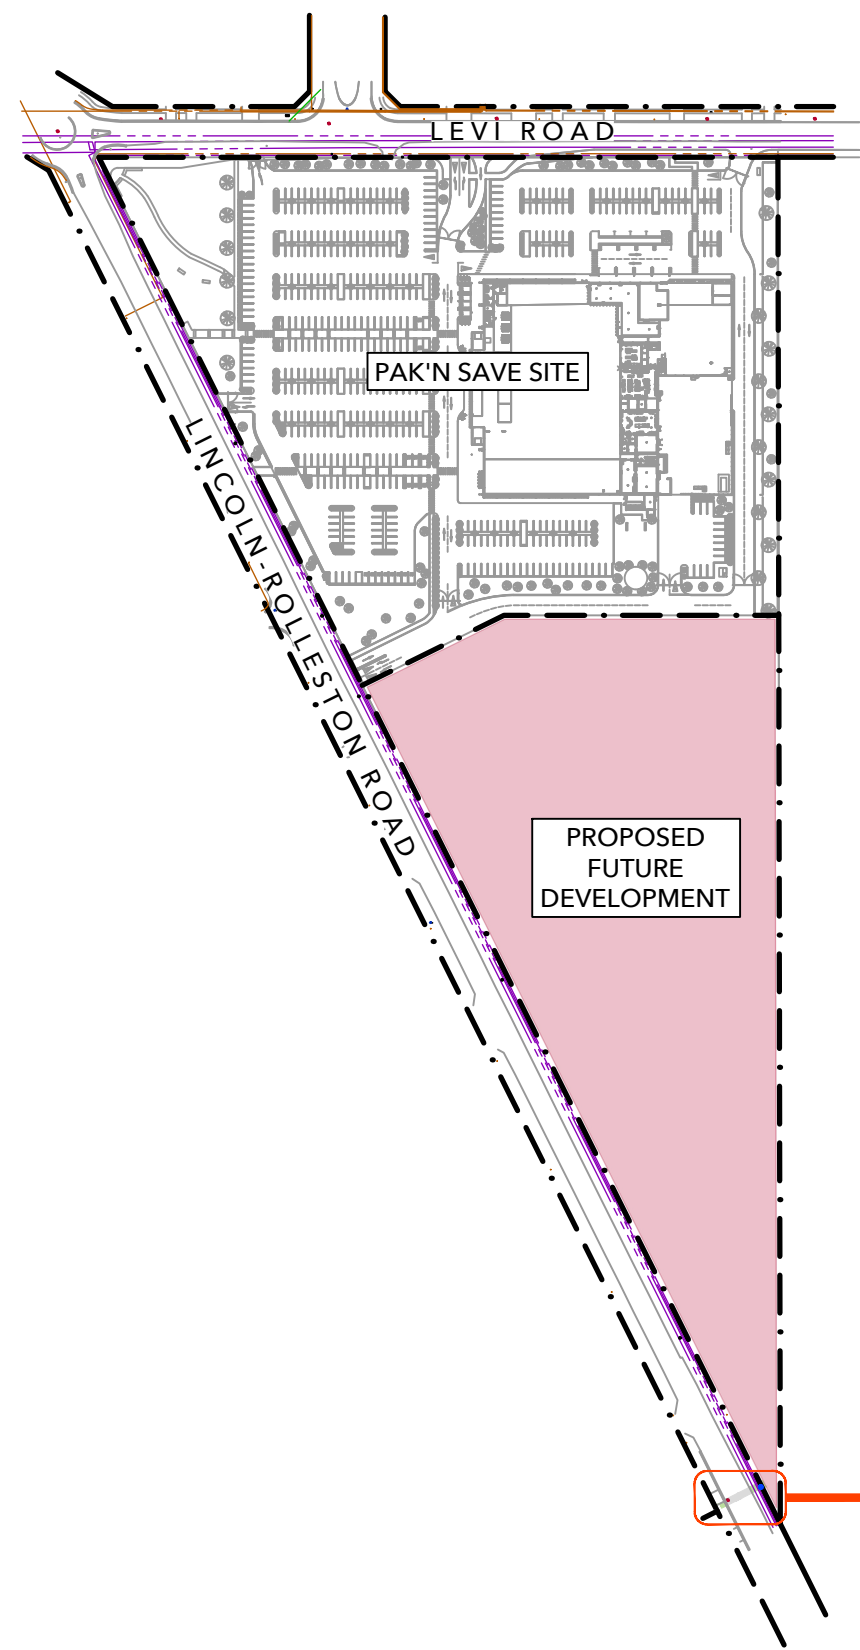 LEVI ROAD
PAK'N SAVE SITE
LINCOLN-ROLLESTON ROAD
PROPOSED
FUTURE
DEVELOPMENT